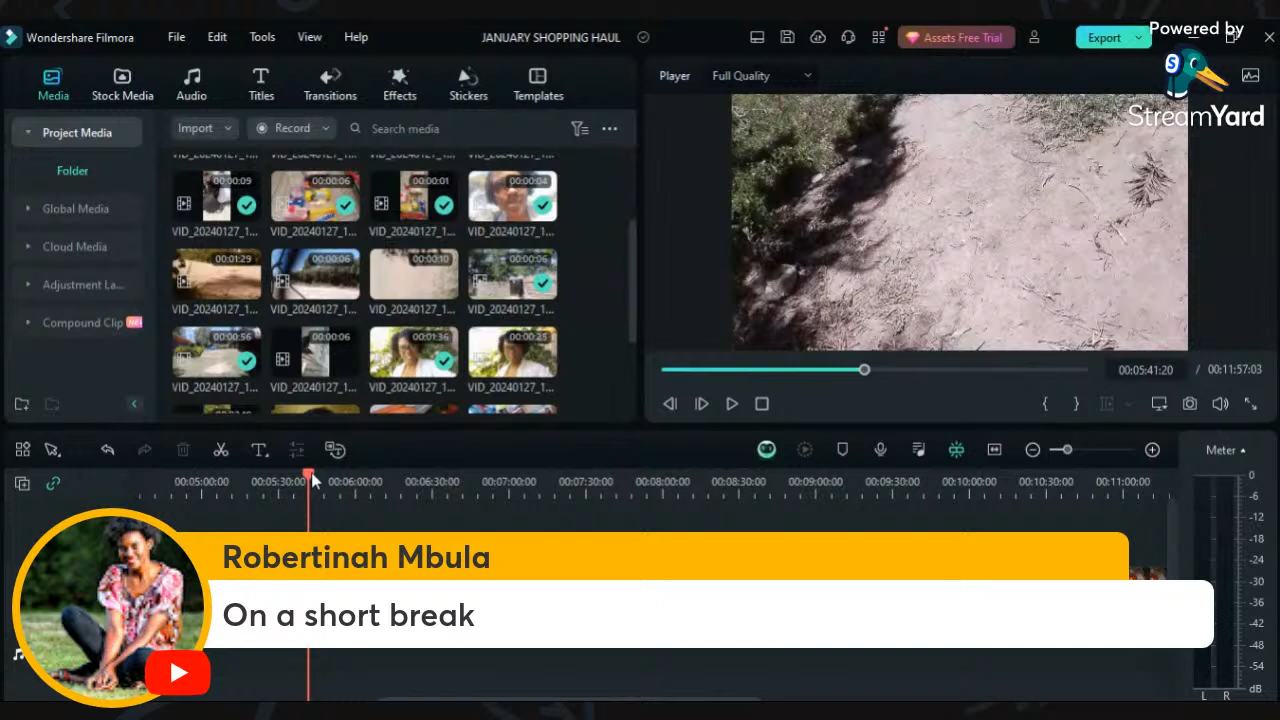 Powered by
StreamYard
Wondershare Filmora File Edit Tools View Help JANUARY SHOPPING HAUL Assets Free Trial Export
Media Stock Media Audio Titles Transitions Effects Stickers Templates
Player Full Quality
Project Media
Folder
Global Media
Cloud Media
Adjustment La...
Compound Clip
Import Record Search media
VID_20240127_1... VID_20240127_1... VID_20240127_1... VID_20240127_1...
00:00:09 00:00:06 00:00:01 00:00:04
VID_20240127_1... VID_20240127_1... VID_20240127_1... VID_20240127_1...
00:01:29 00:00:06 00:00:10 00:00:06
VID_20240127_1... VID_20240127_1... VID_20240127_1... VID_20240127_1...
00:00:56 00:00:06 00:01:36 00:00:25
VID_20240127_1... VID_20240127_1... VID_20240127_1... VID_20240127_1...
00:05:41:20 / 00:11:57:03
Meter
00:05:00:00 00:05:30:00 00:06:00:00 00:06:30:00 00:07:00:00 00:07:30:00 00:08:00:00 00:08:30:00 00:09:00:00 00:09:30:00 00:10:00:00 00:10:30:00 00:11:00:00
0
-6
-12
-18
-24
-30
-36
-42
-48
-54
dB
L R
Robertinah Mbula
On a short break